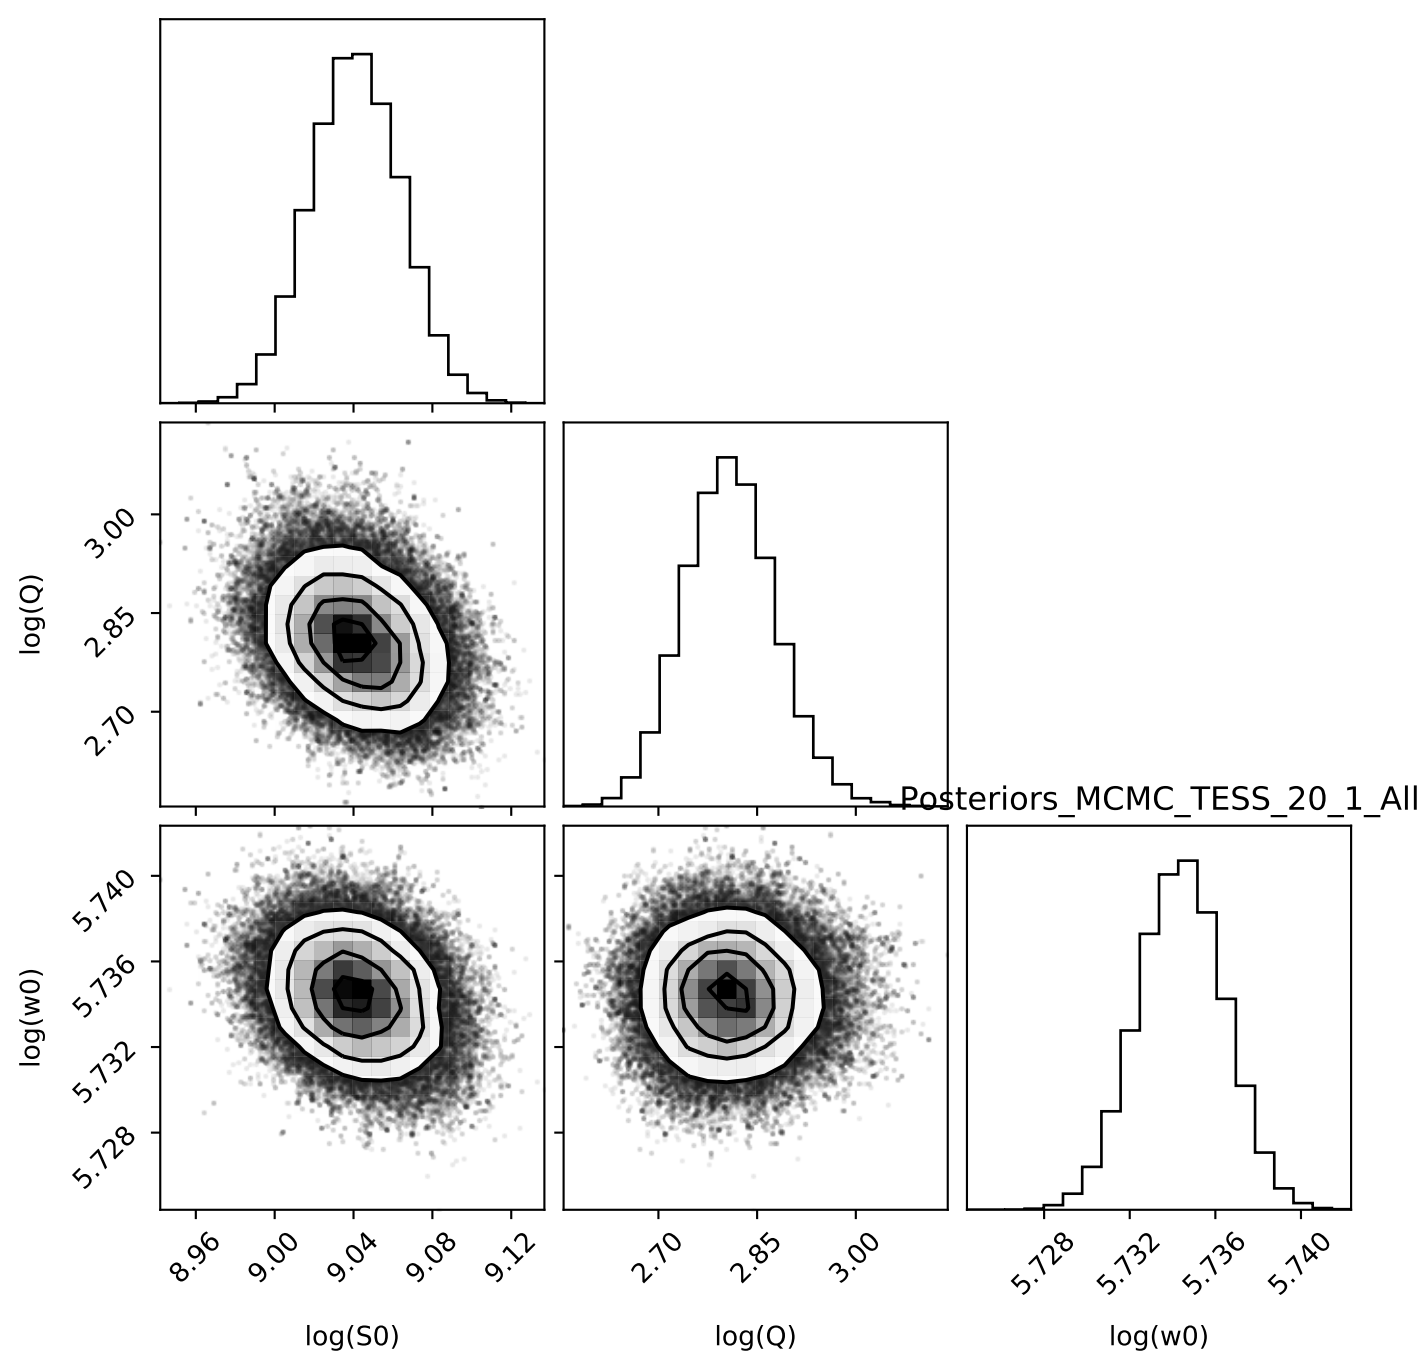 3.00
2.85
2.70
log(Q)
Posteriors_MCMC_TESS_20_1_All
5.740
5.736
5.732
5.728
log(w0)
8.96 9.00 9.04 9.08 9.12 2.70 2.85 3.00 5.728 5.732 5.736 5.740
log(S0) log(Q) log(w0)